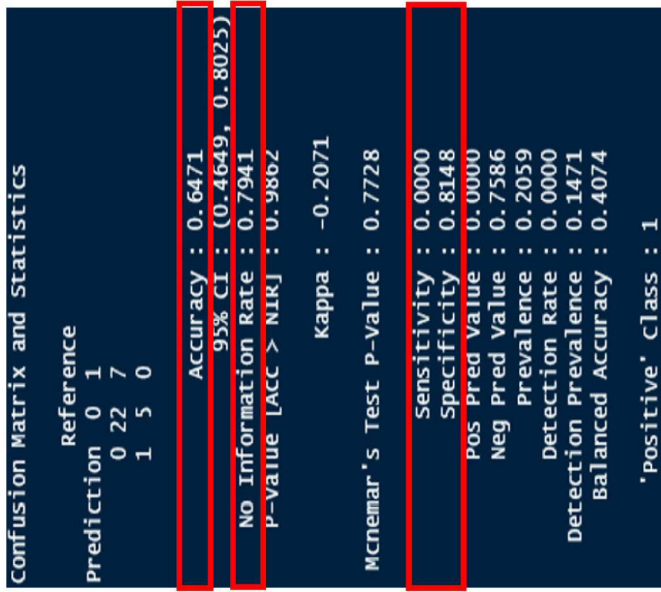 Confusion Matrix and Statistics
Reference
Prediction 0 1
0 22 7
1 5 0
Accuracy : 0.6471
95% CI : (0.4649, 0.8025)
No Information Rate : 0.7941
P-Value [ACC > NIR] : 0.9862
Kappa : -0.2071
Mcnemar's Test P-Value : 0.7728
Sensitivity : 0.0000
Specificity : 0.8148
Pos Pred Value : 0.0000
Neg Pred Value : 0.7586
Prevalence : 0.2059
Detection Rate : 0.0000
Detection Prevalence : 0.1471
Balanced Accuracy : 0.4074
'Positive' Class : 1